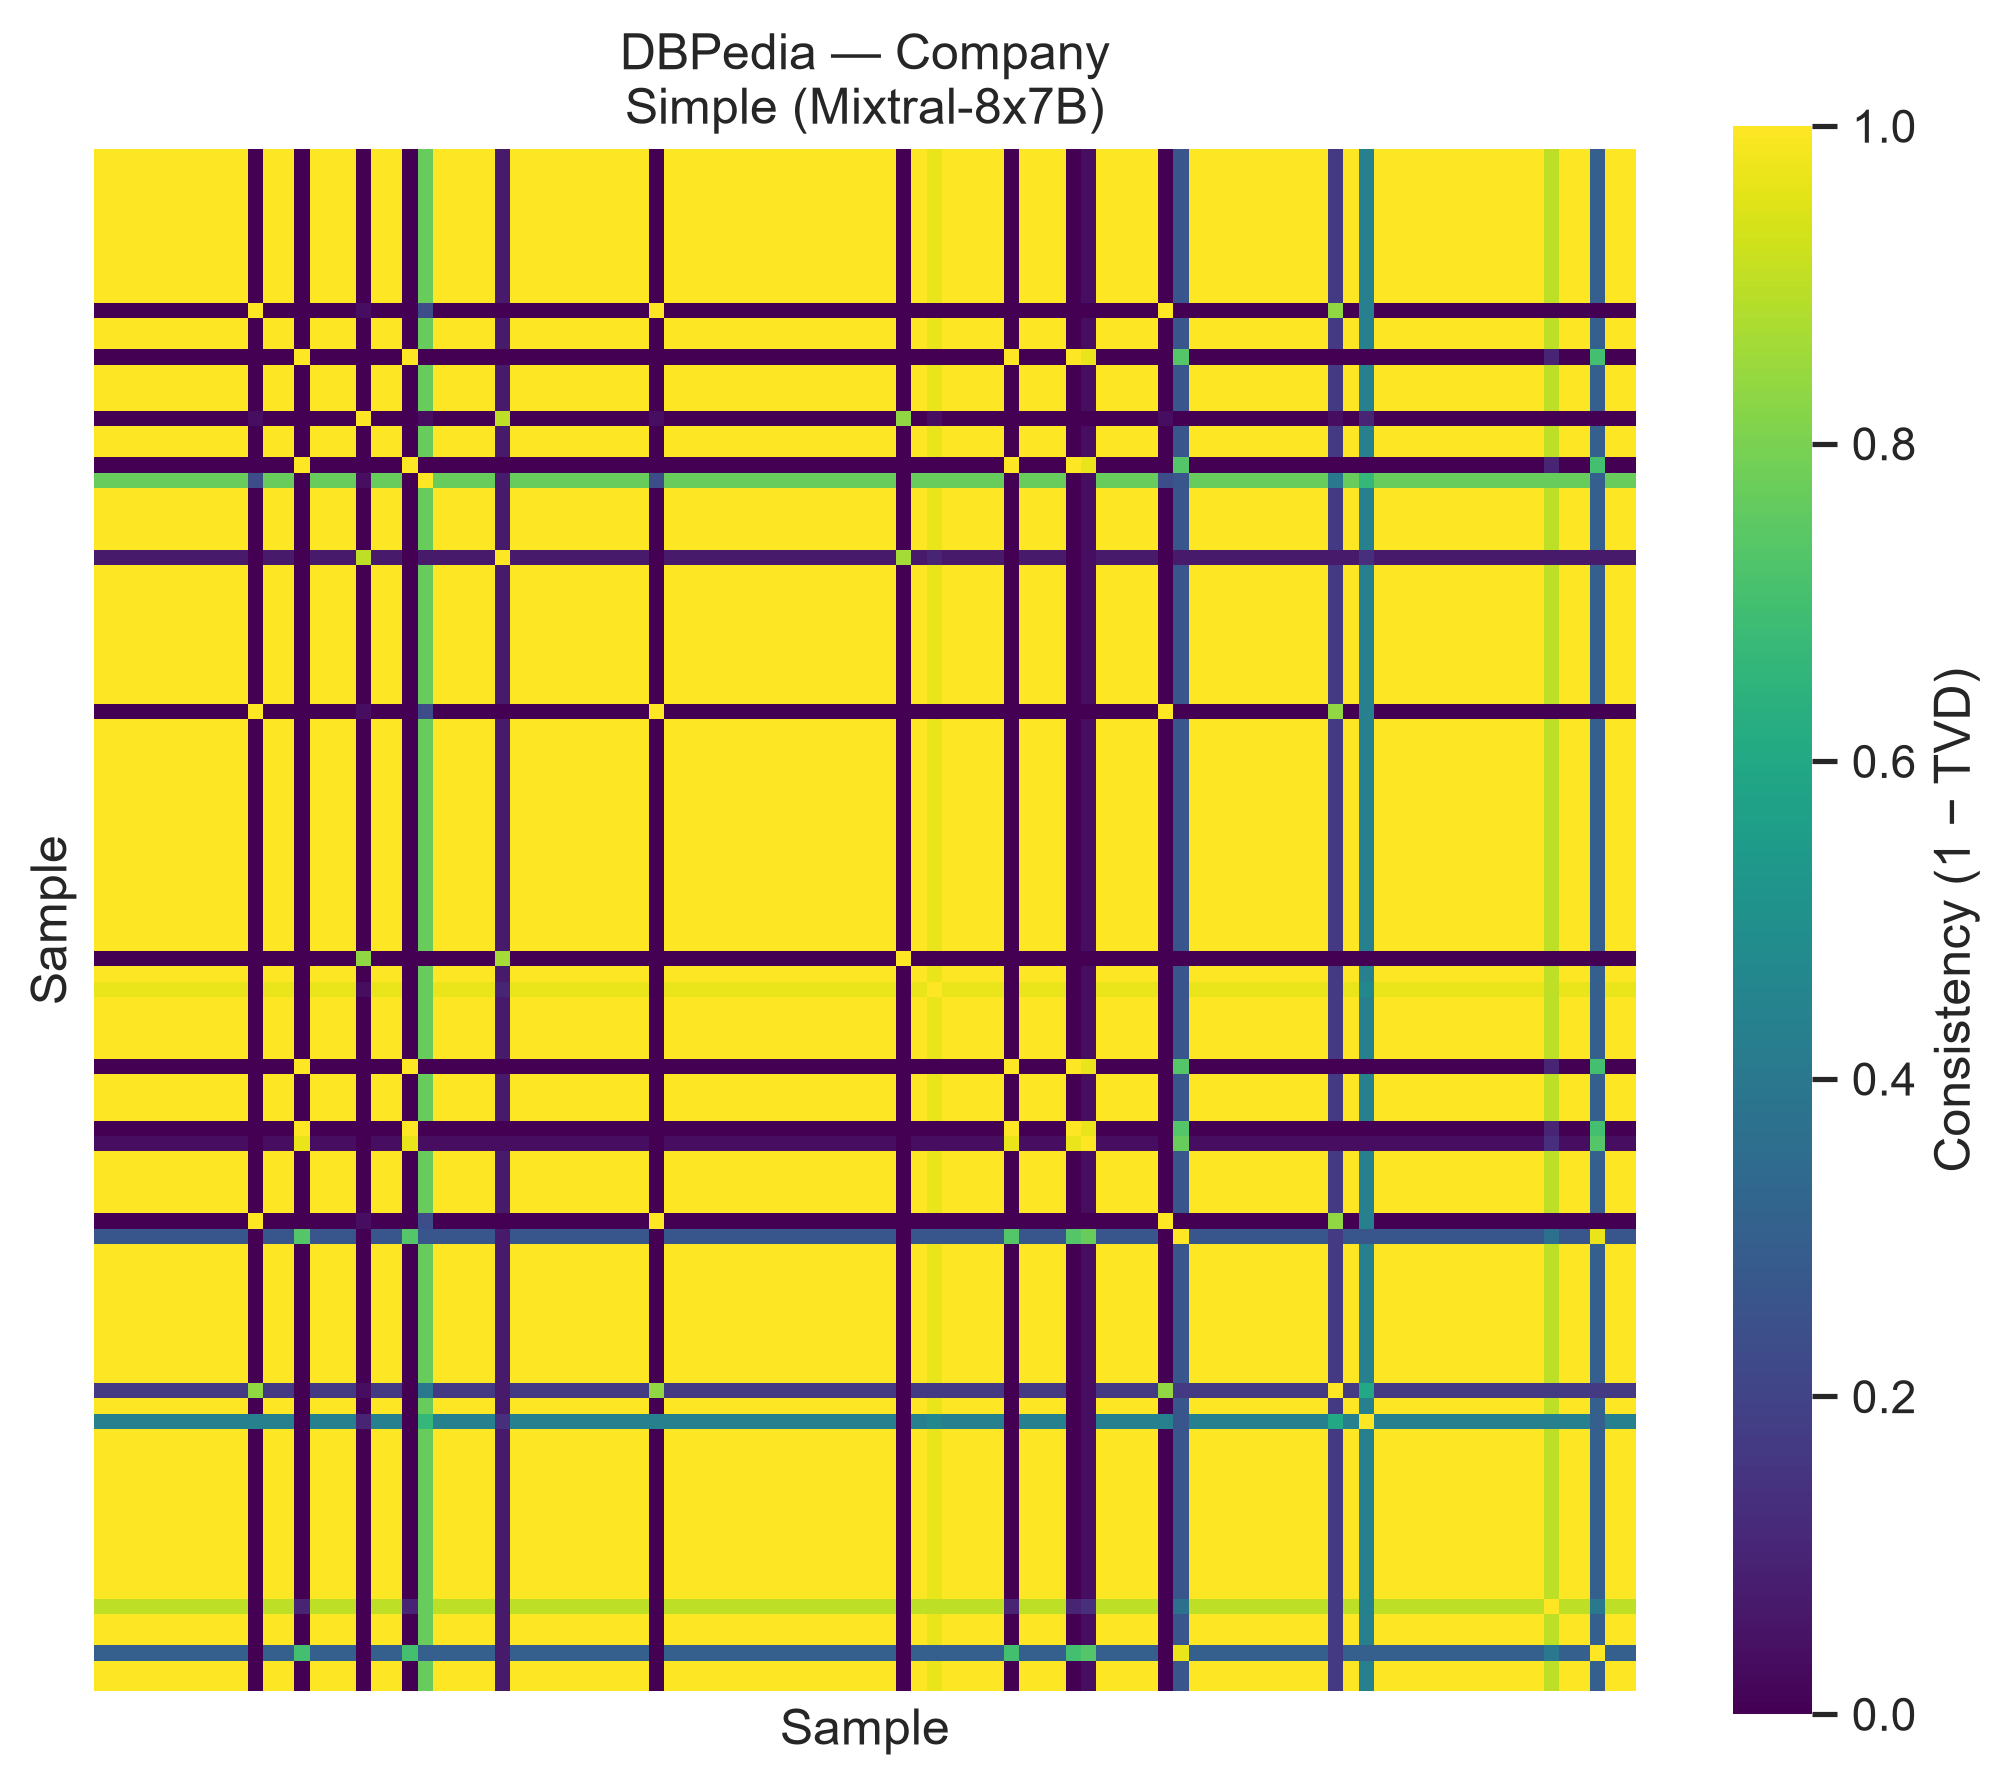 DBPedia — Company
Simple (Mixtral-8x7B)
Sample
Sample
1.0
0.8
0.6
0.4
0.2
0.0
Consistency (1 − TVD)